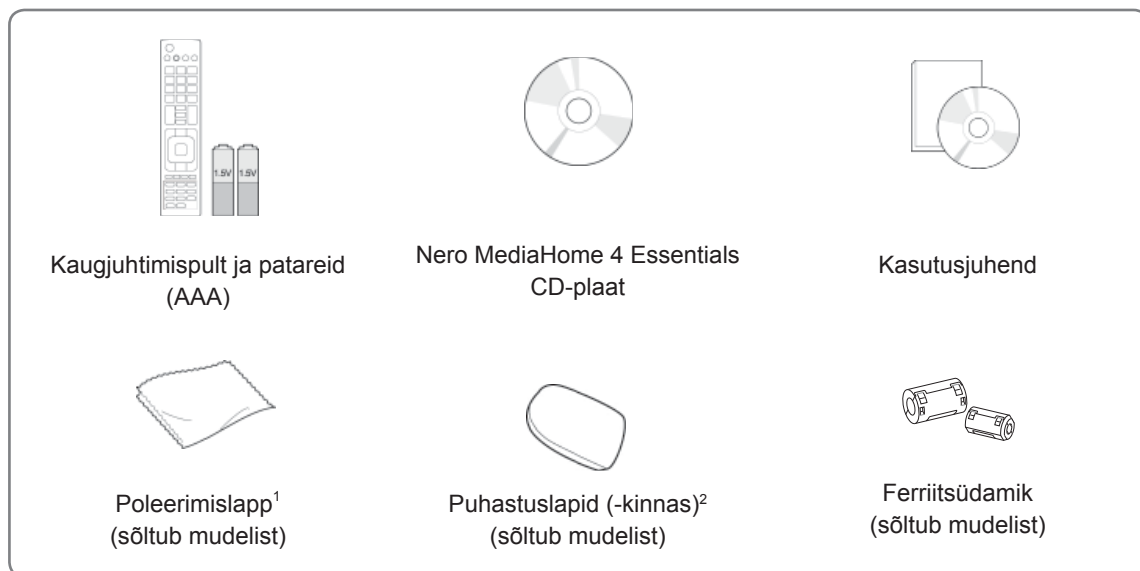 1.5V 1.5V
Kaugjuhtimispult ja patareid
(AAA)
Nero MediaHome 4 Essentials
CD-plaat
Kasutusjuhend
Poleerimislapp¹
(sõltub mudelist)
Puhastuslapid (-kinnas)²
(sõltub mudelist)
Ferriitsüdamik
(sõltub mudelist)